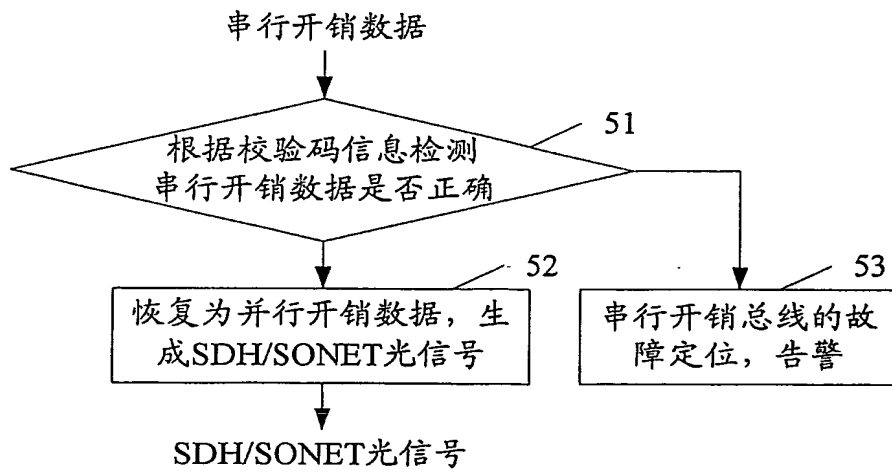 串行开销数据
51
根据校验码信息检测
串行开销数据是否正确
52
恢复为并行开销数据，生
成SDH/SONET光信号
53
串行开销总线的故
障定位，告警
SDH/SONET光信号